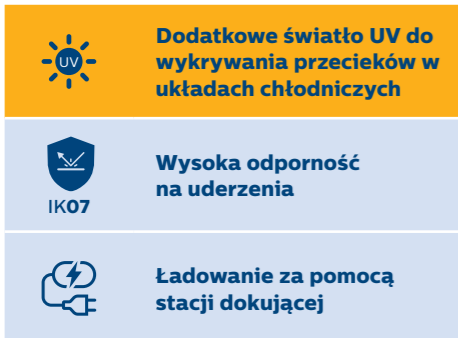 UV
Dodatkowe światło UV do
wykrywania przecieków w
układach chłodniczych
IK07
Wysoka odporność
na uderzenia
Ładowanie za pomocą
stacji dokującej